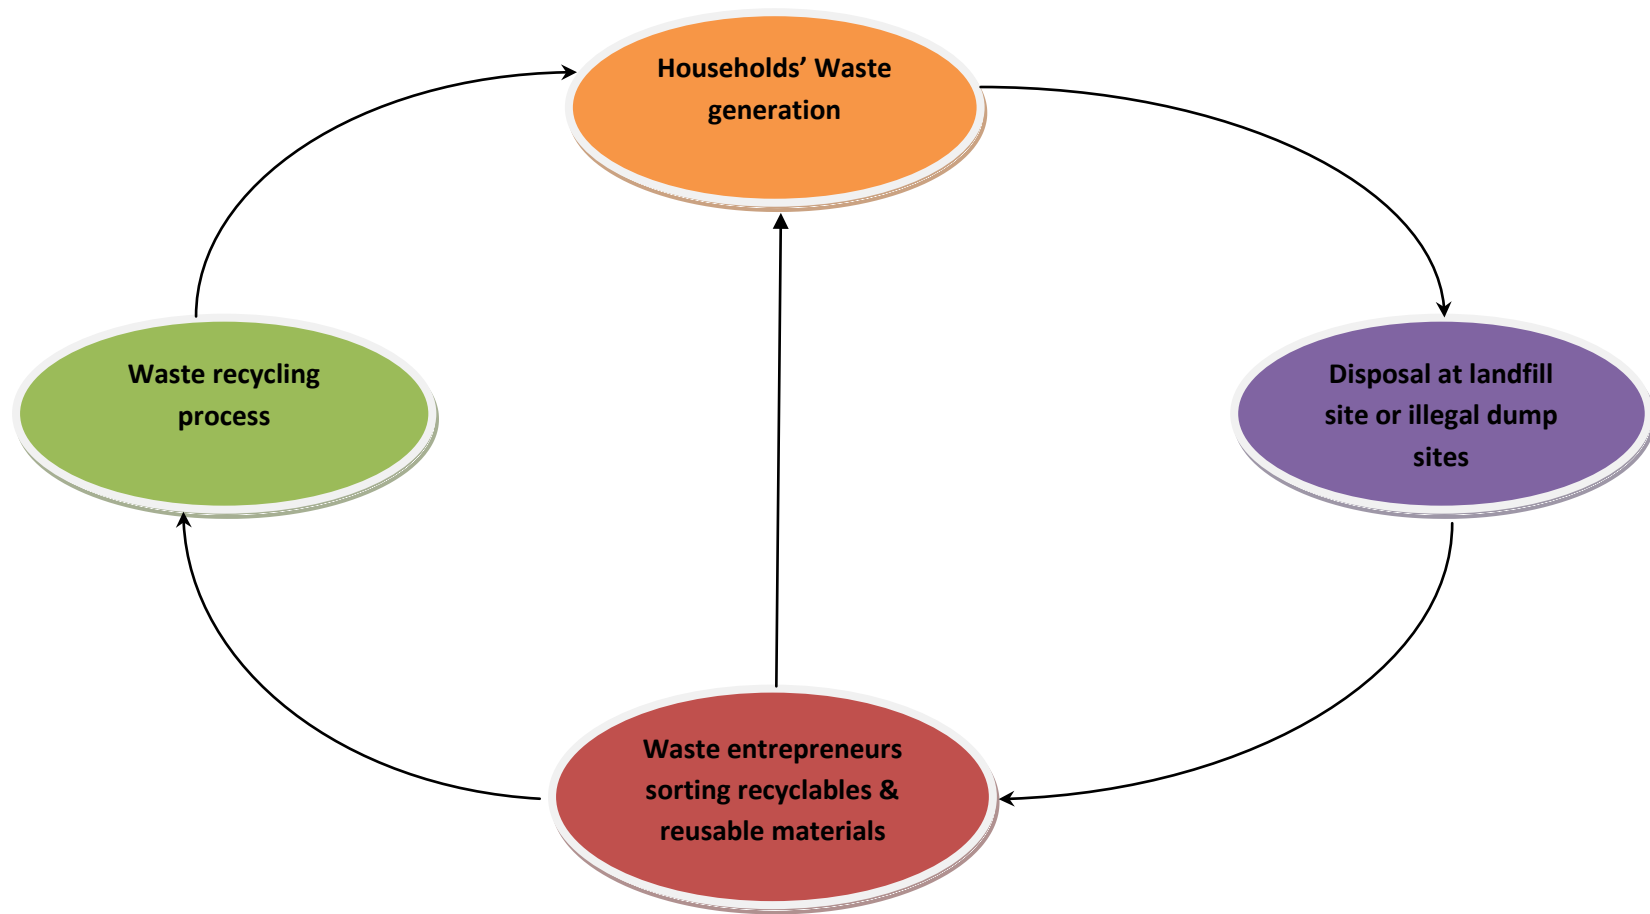 Households’ Waste
generation
Waste recycling
process
Disposal at landfill
site or illegal dump
sites
Waste entrepreneurs
sorting recyclables &
reusable materials